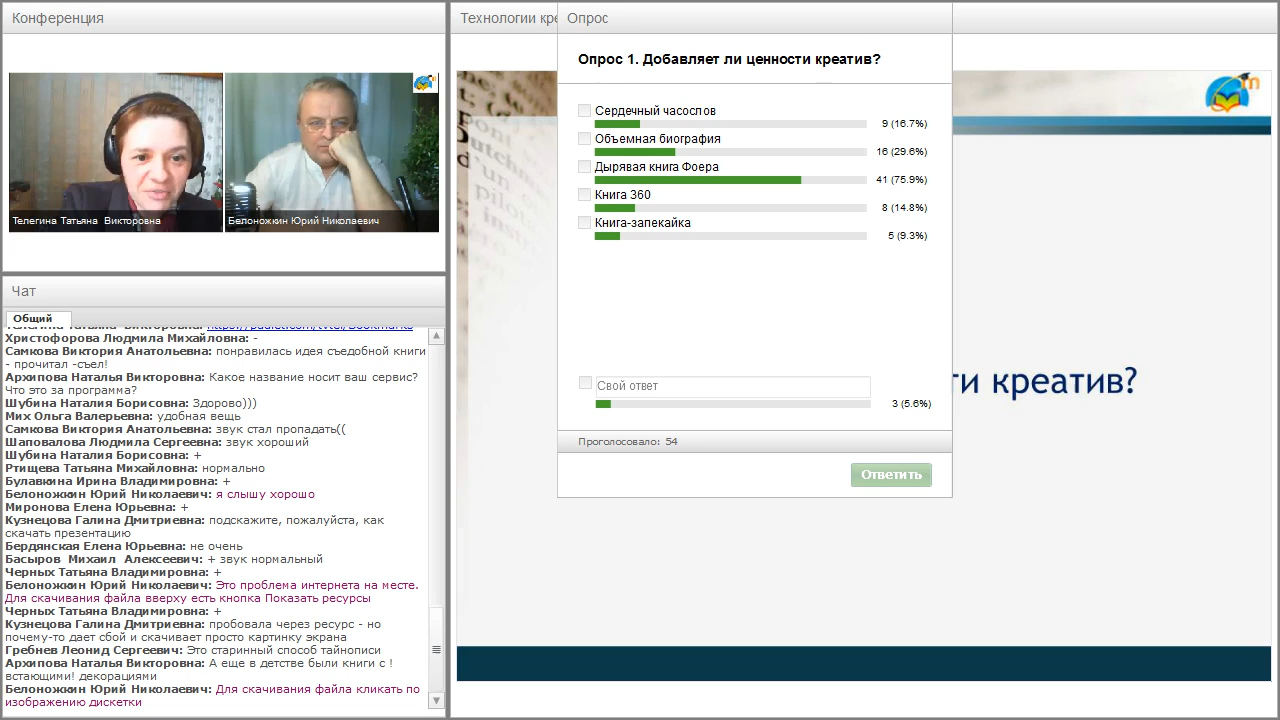 Конференция
Телегина Татьяна Викторовна
Белоножкин Юрий Николаевич
Чат
Общий
Телегина Татьяна Викторовна: https://padlet.com/tvtel/Bookmarks
Христофорова Людмила Михайловна: -
Самкова Виктория Анатольевна: понравилась идея съедобной книги
- прочитал -съел!
Архипова Наталья Викторовна: Какое название носит ваш сервис?
Что это за программа?
Шубина Наталия Борисовна: Здорово)))
Мих Ольга Валерьевна: удобная вещь
Самкова Виктория Анатольевна: звук стал пропадать((
Шаповалова Людмила Сергеевна: звук хороший
Шубина Наталия Борисовна: +
Ртищева Татьяна Михайловна: нормально
Булавкина Ирина Владимировна: +
Белоножкин Юрий Николаевич: я слышу хорошо
Миронова Елена Юрьевна: +
Кузнецова Галина Дмитриевна: подскажите, пожалуйста, как
скачать презентацию
Бердянская Елена Юрьевна: не очень
Басыров Михаил Алексеевич: + звук нормальный
Черных Татьяна Владимировна: +
Белоножкин Юрий Николаевич: Это проблема интернета на месте.
Для скачивания файла вверху есть кнопка Показать ресурсы
Черных Татьяна Владимировна: +
Кузнецова Галина Дмитриевна: пробовала через ресурс - но
почему-то дает сбой и скачивает просто картинку экрана
Гребнев Леонид Сергеевич: Это старинный способ тайнописи
Архипова Наталья Викторовна: А еще в детстве были книги с !
встающими! декорациями
Белоножкин Юрий Николаевич: Для скачивания файла кликать по
изображению дискетки
Технологии кре
Опрос
Опрос 1. Добавляет ли ценности креатив?
Сердечный часослов
9 (16.7%)
Объемная биография
16 (29.6%)
Дырявая книга Фоера
41 (75.9%)
Книга 360
8 (14.8%)
Книга-запекайка
5 (9.3%)
Свой ответ
3 (5.6%)
Проголосовало: 54
Ответить
ти креатив?